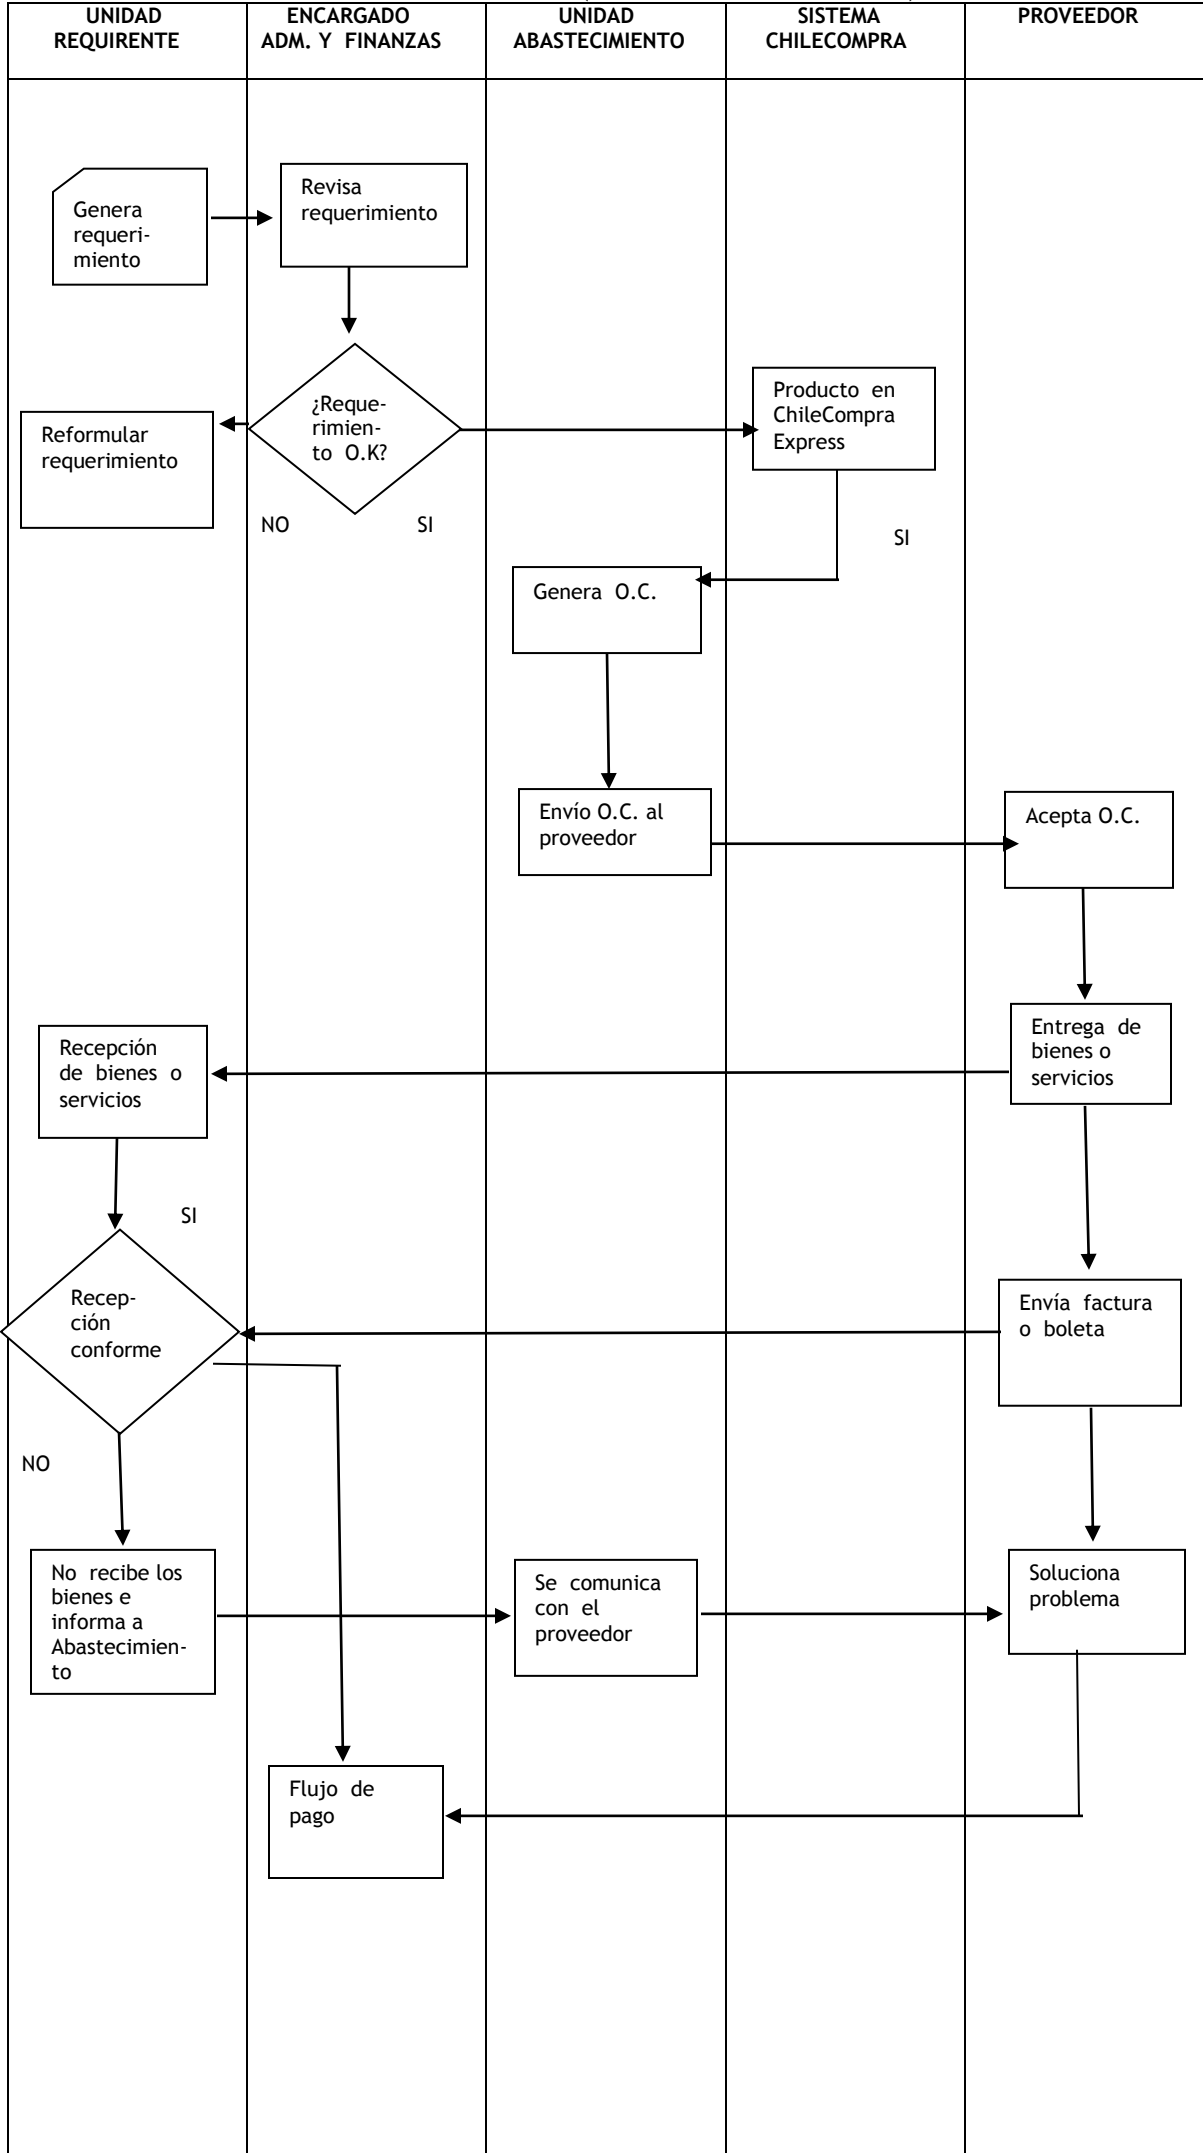 UNIDAD
REQUIRENTE
ENCARGADO
ADM. Y FINANZAS
UNIDAD
ABASTECIMIENTO
SISTEMA
CHILECOMPRA
PROVEEDOR
Genera
requeri-
miento
Revisa
requerimiento
¿Reque-
rimien-
to O.K?
Producto en
ChileCompra
Express
Reformular
requerimiento
NO
SI
SI
Genera O.C.
Envío O.C. al
proveedor
Acepta O.C.
Entrega de
bienes o
servicios
Recepción
de bienes o
servicios
SI
Recep-
ción
conforme
Envía factura
o boleta
NO
No recibe los
bienes e
informa a
Abastecimien-
to
Se comunica
con el
proveedor
Soluciona
problema
Flujo de
pago